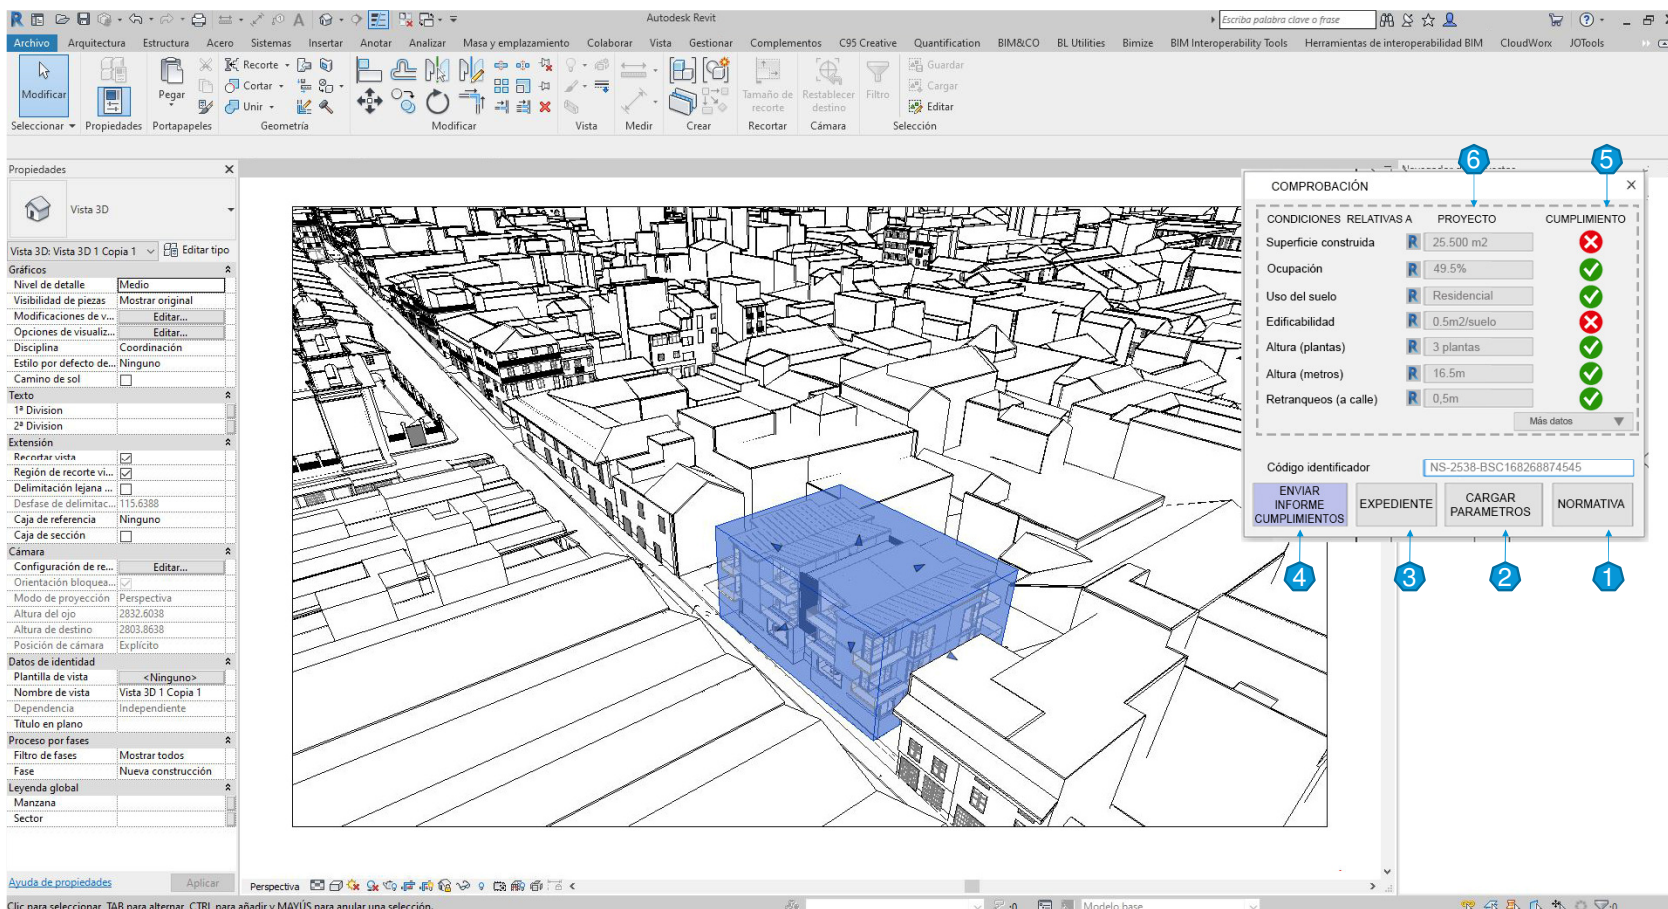 Autodesk Revit
Escriba palabra clave o frase
Archivo Arquitectura Estructura Acero Sistemas Insertar Anotar Analizar Masa y emplazamiento Colaborar Vista Gestionar Complementos C95 Creative Quantification BIM&CO BL Utilities Bimize BIM Interoperability Tools Herramientas de interoperabilidad BIM CloudWorx JOTools
Modificar
Pegar
Recorte
Cortar
Unir
Tamaño de recorte
Restablecer destino
Filtro
Guardar
Cargar
Editar
Seleccionar Propiedades Portapapeles Geometría Modificar Vista Medir Crear Recortar Cámara Selección
Propiedades
Vista 3D
Vista 3D: Vista 3D 1 Copia 1 Editar tipo
Gráficos
Nivel de detalle Medio
Visibilidad de piezas Mostrar original
Modificaciones de v... Editar...
Opciones de visualiz... Editar...
Disciplina Coordinación
Estilo por defecto de... Ninguno
Camino de sol
Texto
1ª Division
2ª Division
Extensión
Recortar vista
Región de recorte vi...
Delimitación lejana ...
Desfase de delimitac... 115.6388
Caja de referencia Ninguno
Caja de sección
Cámara
Configuración de re... Editar...
Orientación bloquea...
Modo de proyección Perspectiva
Altura del ojo 2832.6038
Altura de destino 2803.8638
Posición de cámara Explícito
Datos de identidad
Plantilla de vista <Ninguno>
Nombre de vista Vista 3D 1 Copia 1
Dependencia Independiente
Título en plano
Proceso por fases
Filtro de fases Mostrar todos
Fase Nueva construcción
Leyenda global
Manzana
Sector
Ayuda de propiedades Aplicar
6 5
COMPROBACIÓN
CONDICIONES RELATIVAS A PROYECTO CUMPLIMIENTO
Superficie construida R 25.500 m2
Ocupación R 49.5%
Uso del suelo R Residencial
Edificabilidad R 0.5m2/suelo
Altura (plantas) R 3 plantas
Altura (metros) R 16.5m
Retranqueos (a calle) R 0,5m
Más datos
Código identificador NS-2538-BSC168268874545
ENVIAR INFORME CUMPLIMIENTOS
EXPEDIENTE
CARGAR PARAMETROS
NORMATIVA
4 3 2 1
Perspectiva
Clic para seleccionar, TAB para alternar, CTRL para añadir y MAYÚS para anular una selección.
:0
Modelo base
:0